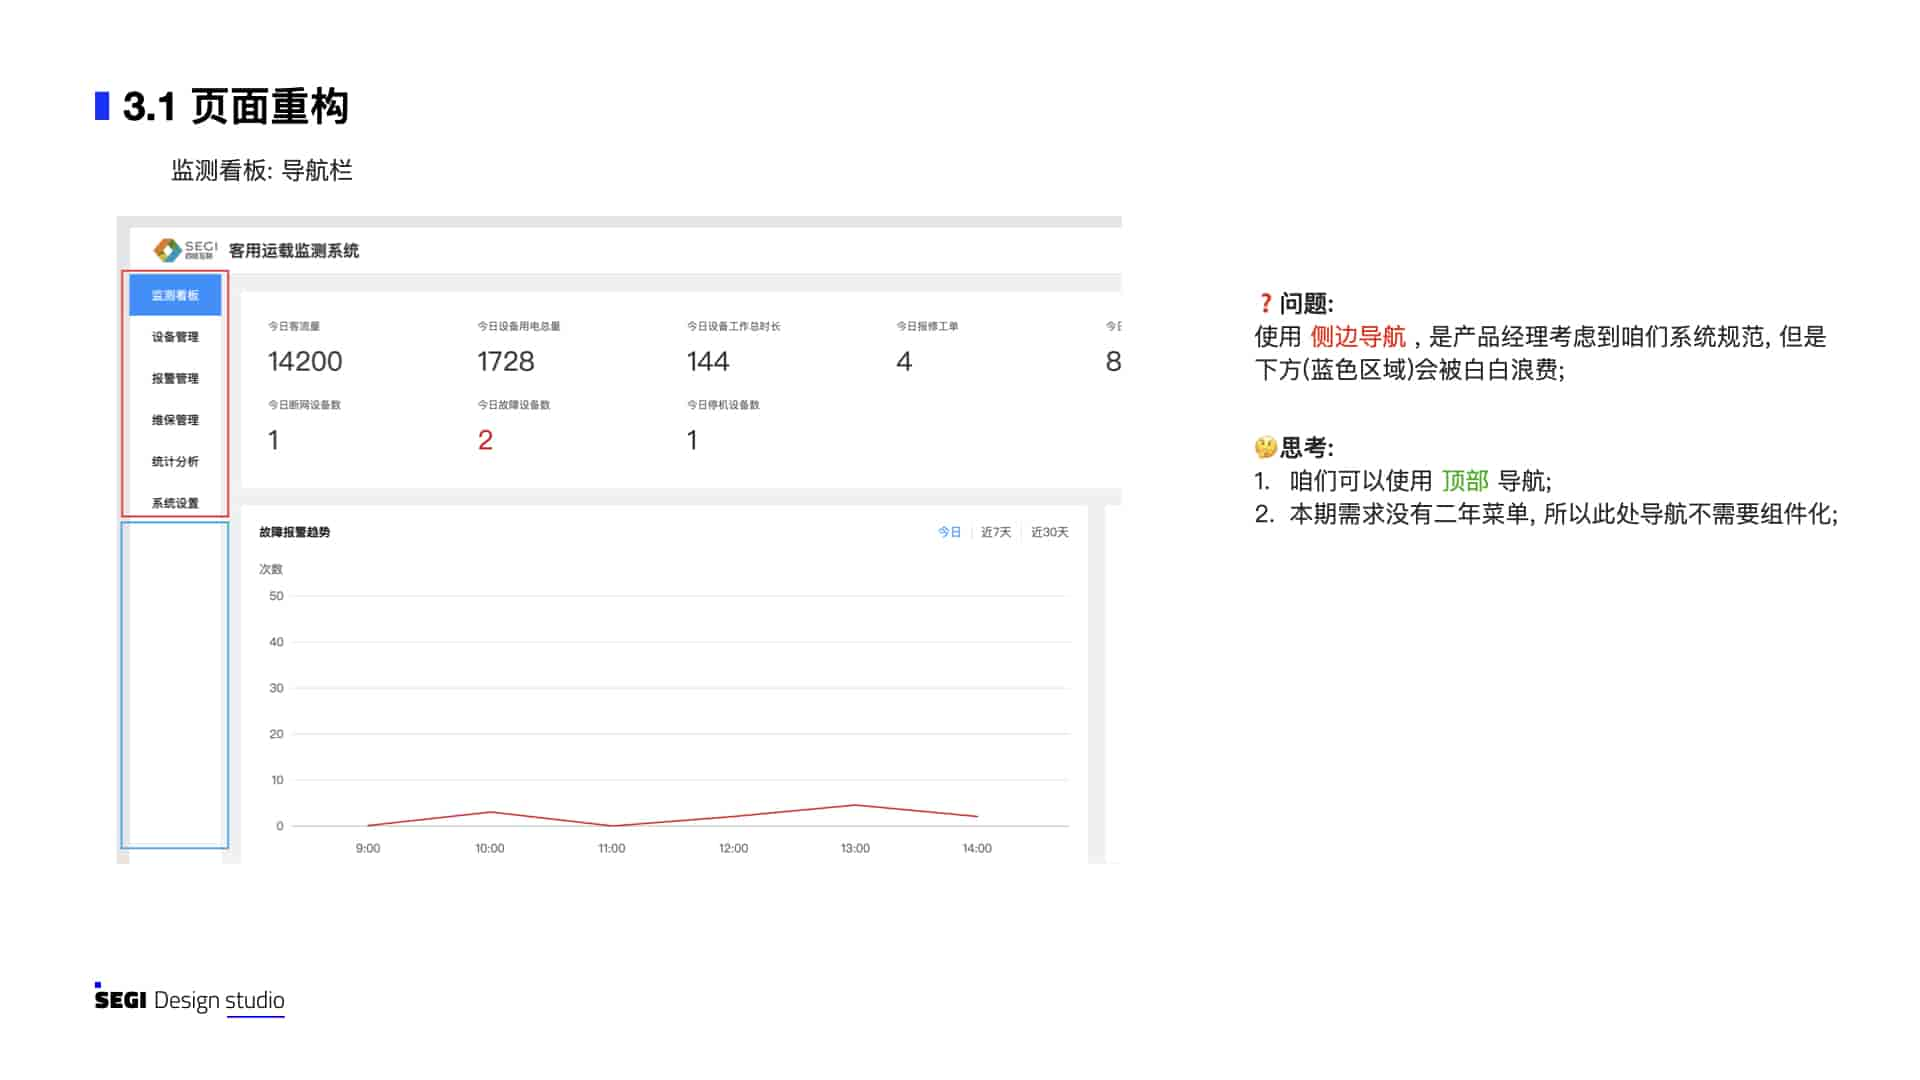 3.1 页面重构
监测看板: 导航栏
SEGI
客用运载监测系统
监测看板
设备管理
报警管理
维保管理
统计分析
系统设置
今日客流量
今日设备用电总量
今日设备工作总时长
今日报修工单
今日
14200
1728
144
4
8
今日断网设备数
今日故障设备数
今日停机设备数
1
2
1
故障报警趋势
今日 近7天 近30天
次数
50
40
30
20
10
0
9:00 10:00 11:00 12:00 13:00 14:00
❓问题:
使用 侧边导航 , 是产品经理考虑到咱们系统规范, 但是
下方(蓝色区域)会被白白浪费;
🤔思考:
1. 咱们可以使用 顶部 导航;
2. 本期需求没有二年菜单, 所以此处导航不需要组件化;
SEGI Design studio